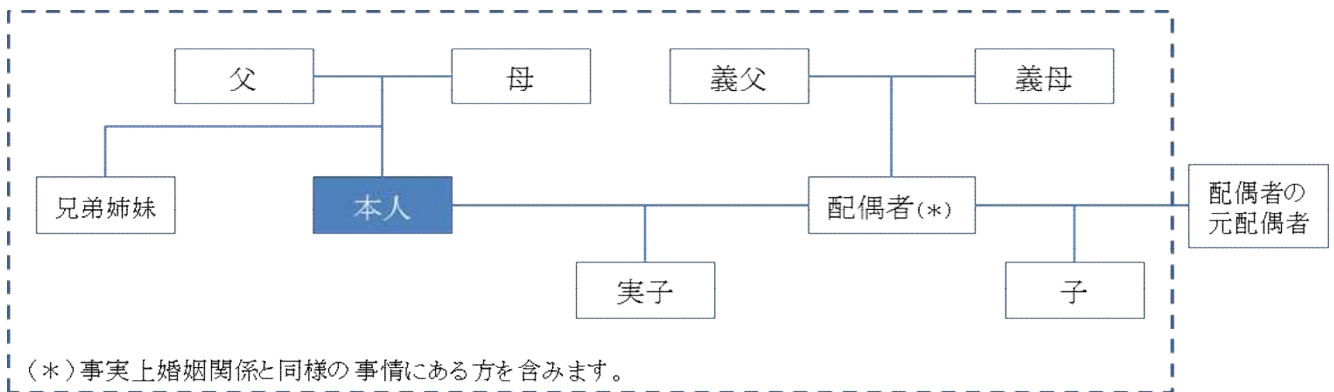 父
母
義父
義母
兄弟姉妹
本人
配偶者(*)
配偶者の
元配偶者
実子
子
(*)事実上婚姻関係と同様の事情にある方を含みます。